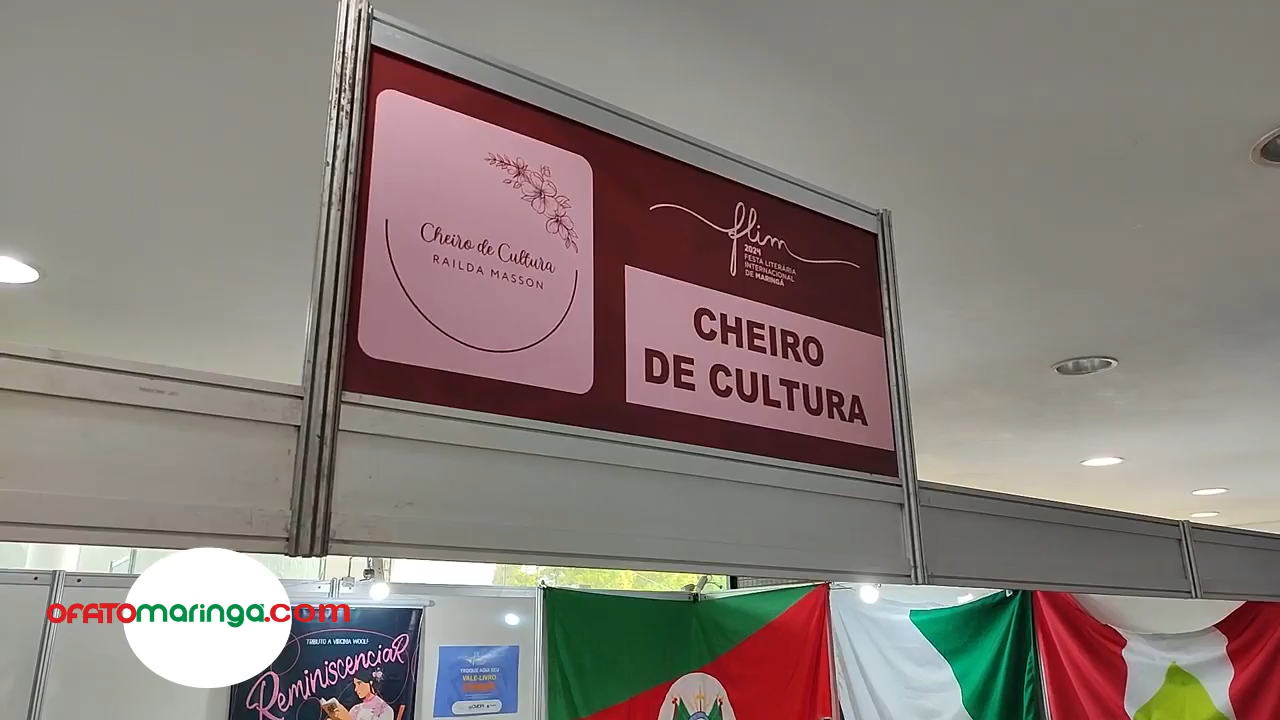 Cheiro de Cultura
RAILDA MASSON
flim
2024
FESTA LITERÁRIA
INTERNACIONAL
DE MARINGÁ
CHEIRO
DE CULTURA
OFATOmaringa.com
TRIBUTO A VIRGINIA WOOLF
Reminiscenciar
TROQUE AQUI SEU
VALE-LIVRO